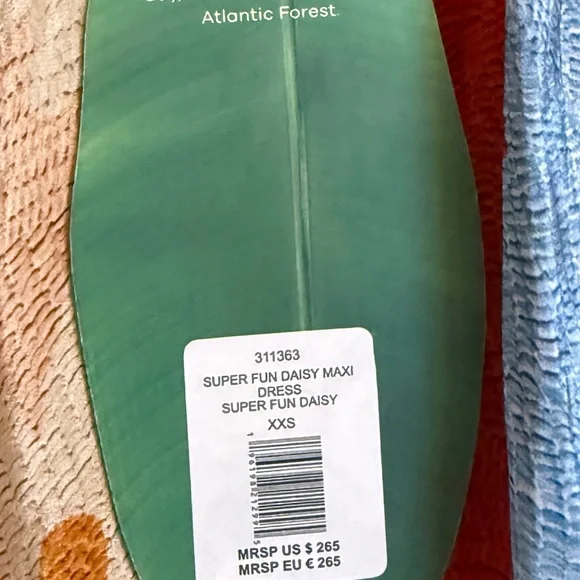 Atlantic Forest
311363
SUPER FUN DAISY MAXI
DRESS
SUPER FUN DAISY
XXS
MRSP US $ 265
MRSP EU € 265